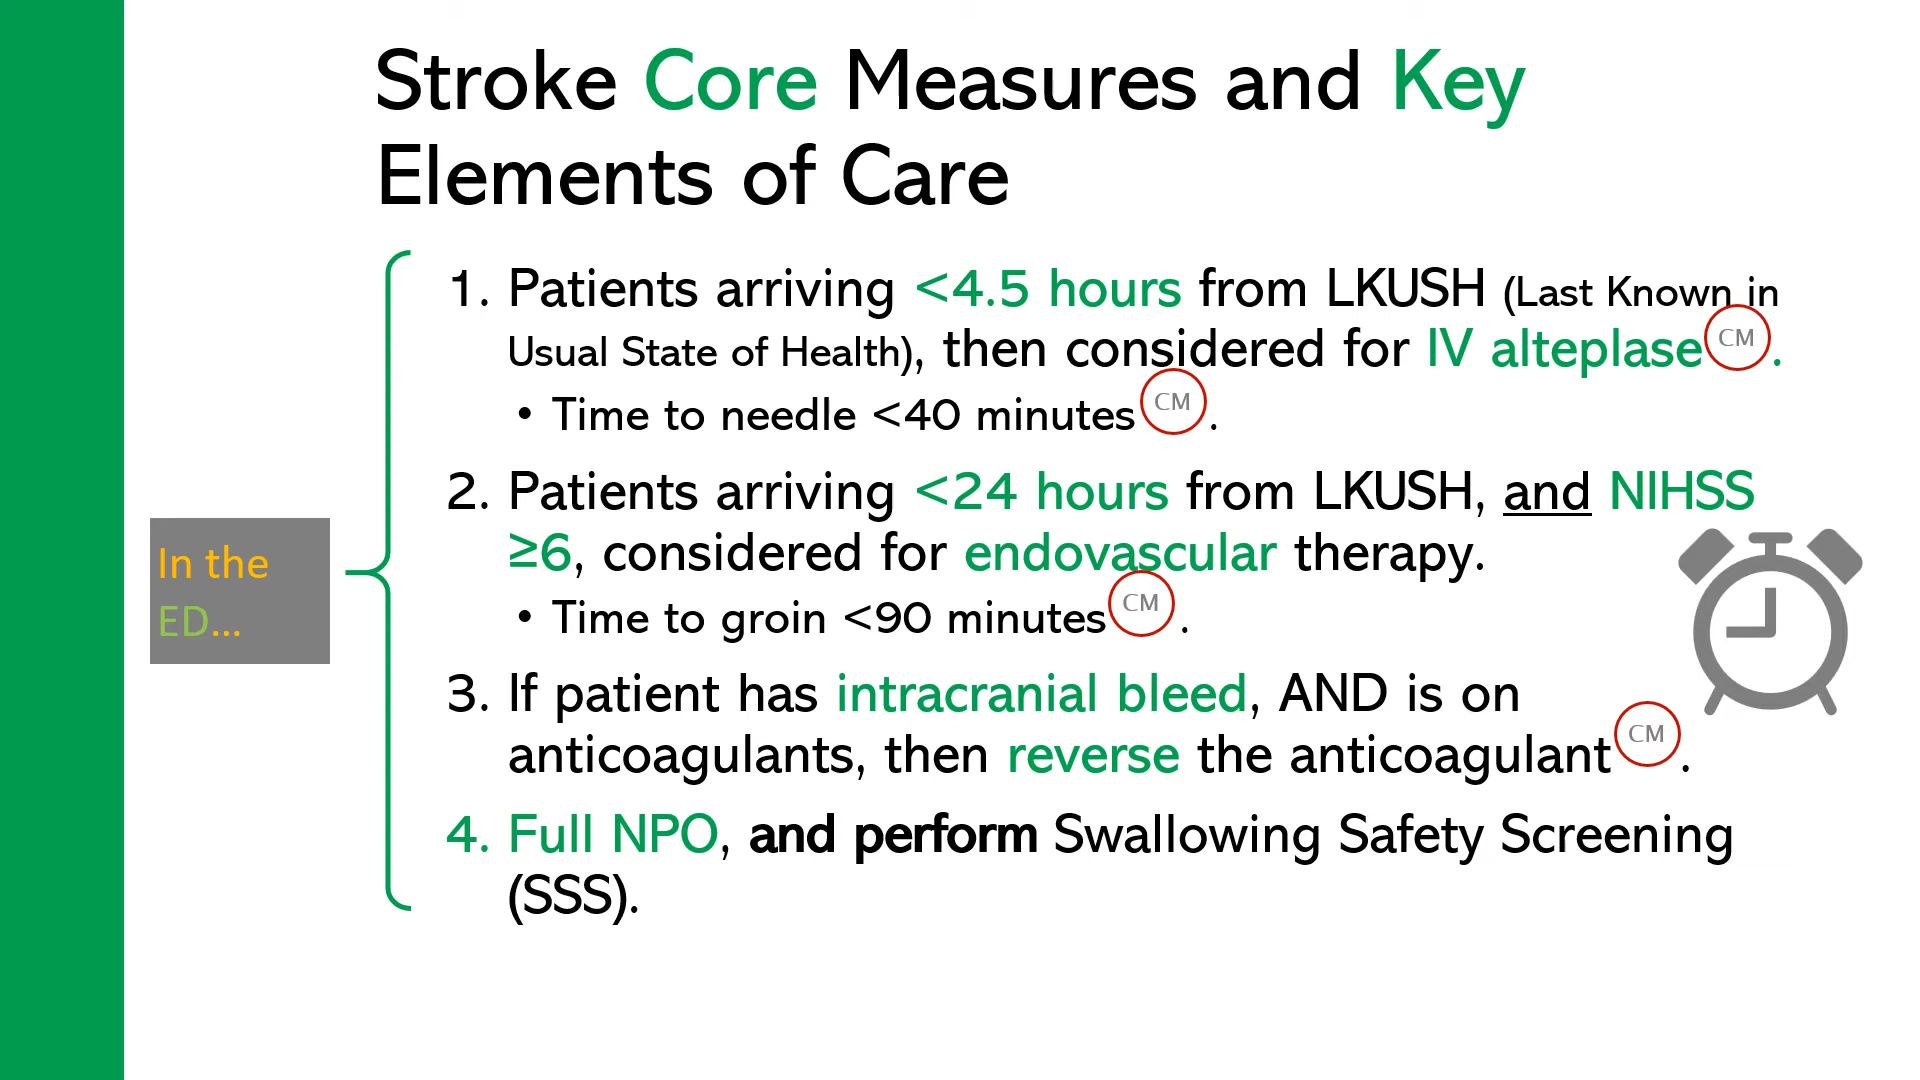 Stroke Core Measures and Key
Elements of Care
In the
ED...
1. Patients arriving <4.5 hours from LKUSH (Last Known in
Usual State of Health), then considered for IV alteplase CM.
• Time to needle <40 minutes CM.
2. Patients arriving <24 hours from LKUSH, and NIHSS
≥6, considered for endovascular therapy.
• Time to groin <90 minutes CM.
3. If patient has intracranial bleed, AND is on
anticoagulants, then reverse the anticoagulant CM.
4. Full NPO, and perform Swallowing Safety Screening
(SSS).